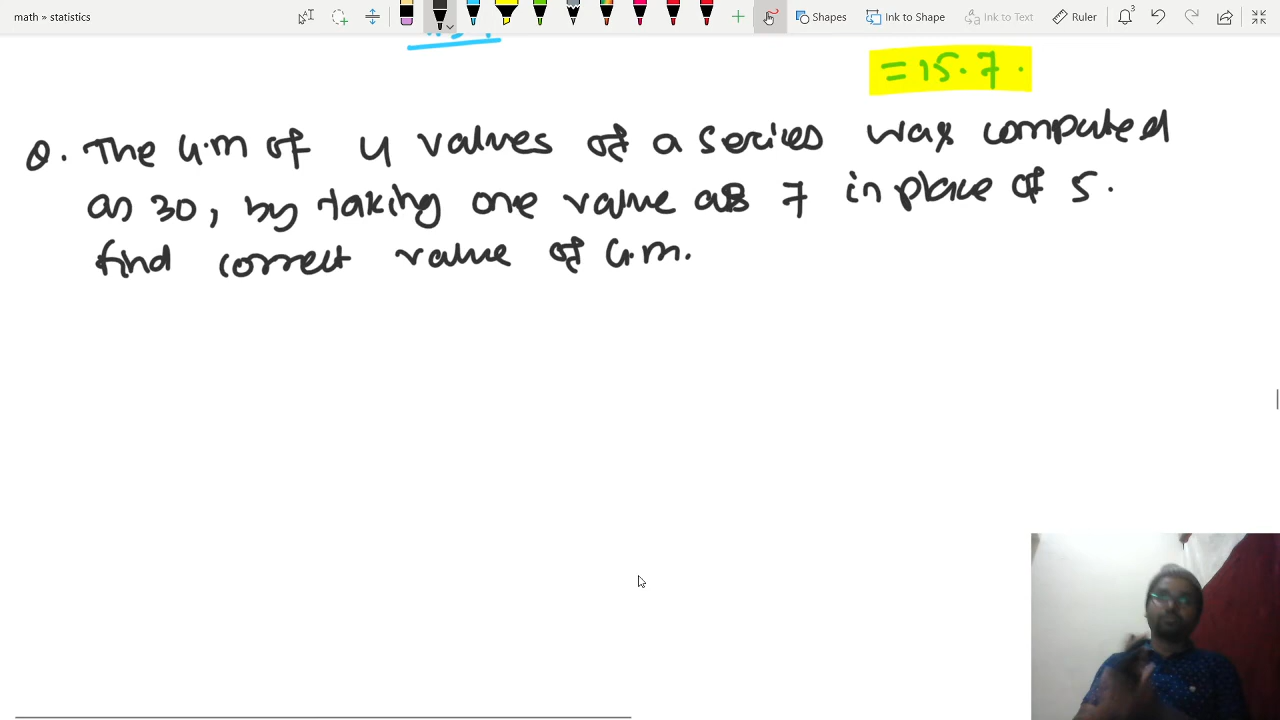 math » statistics
Shapes
Ink to Shape
Ink to Text
Ruler
3
= 15.7.
Q. The G.M of 4 values of a series was computed
as 30, by taking one value as 7 in place of 5.
find correct value of G.M.